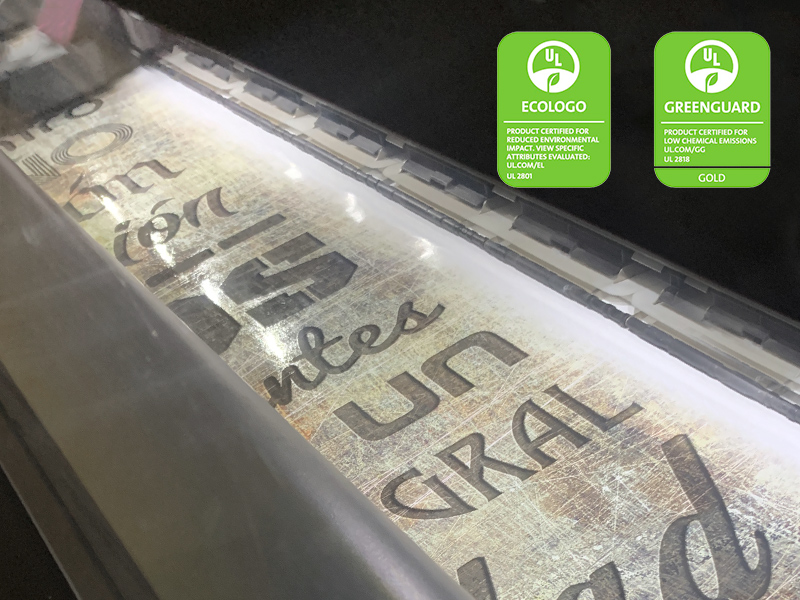 UL
ECOLOGO
PRODUCT CERTIFIED FOR
REDUCED ENVIRONMENTAL
IMPACT. VIEW SPECIFIC
ATTRIBUTES EVALUATED:
UL.COM/EL
UL 2801
UL
GREENGUARD
PRODUCT CERTIFIED FOR
LOW CHEMICAL EMISSIONS
UL.COM/GG
UL 2818
GOLD
ión
ntes
un
GRAL
dad